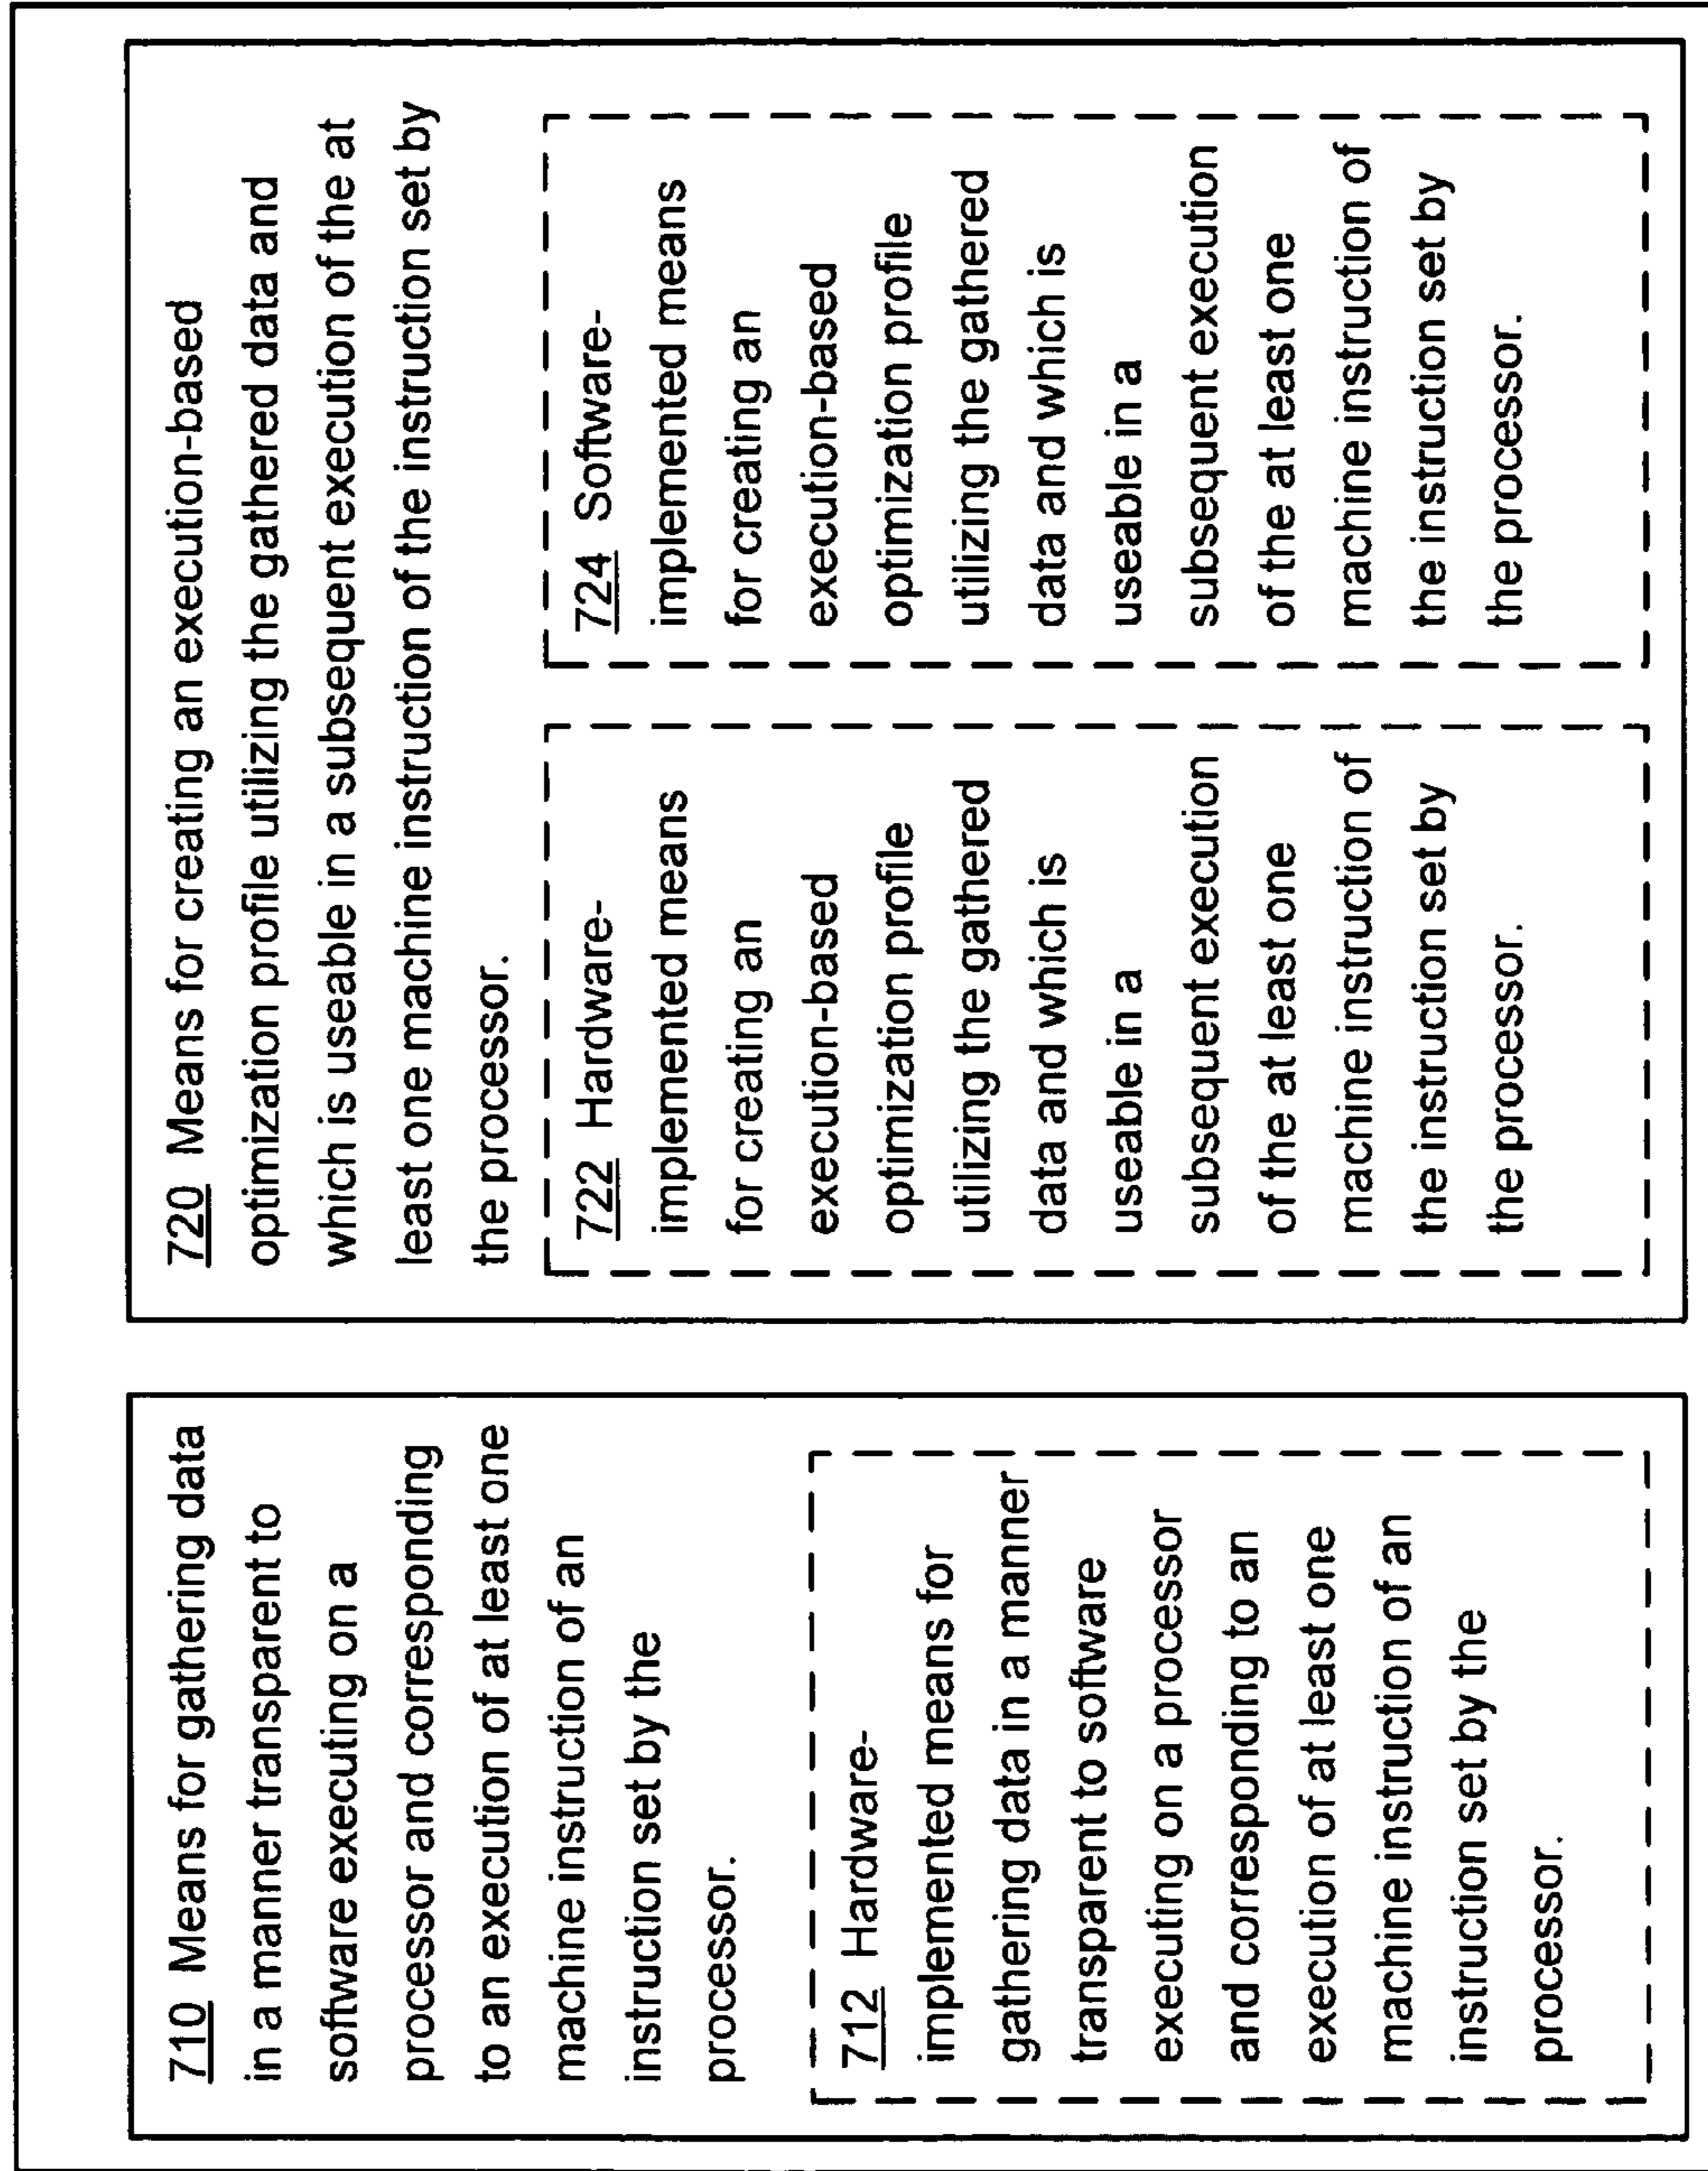 710 Means for gathering data
in a manner transparent to
software executing on a
processor and corresponding
to an execution of at least one
machine instruction of an
instruction set by the
processor.
712 Hardware-
implemented means for
gathering data in a manner
transparent to software
executing on a processor
and corresponding to an
execution of at least one
machine instruction of an
instruction set by the
processor.
720 Means for creating an execution-based
optimization profile utilizing the gathered data and
which is useable in a subsequent execution of the at
least one machine instruction of the instruction set by
the processor.
722 Hardware-
implemented means
for creating an
execution-based
optimization profile
utilizing the gathered
data and which is
useable in a
subsequent execution
of the at least one
machine instruction of
the instruction set by
the processor.
724 Software-
implemented means
for creating an
execution-based
optimization profile
utilizing the gathered
data and which is
useable in a
subsequent execution
of the at least one
machine instruction of
the instruction set by
the processor.